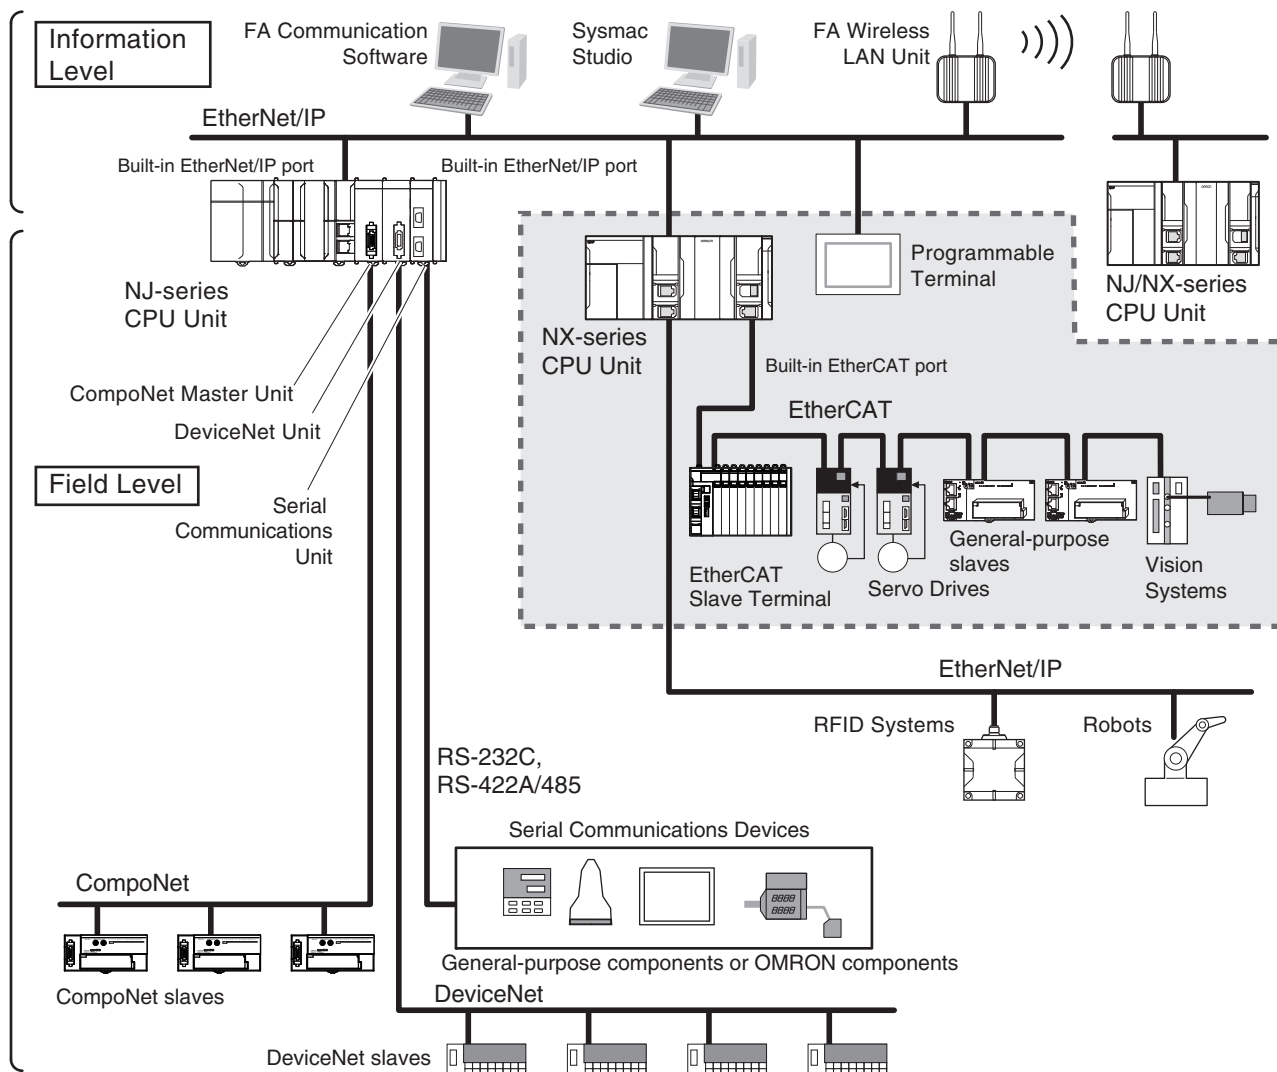 Information
Level
FA Communication
Software
Sysmac
Studio
FA Wireless
LAN Unit
EtherNet/IP
Built-in EtherNet/IP port
Built-in EtherNet/IP port
NJ-series
CPU Unit
Programmable
Terminal
NJ/NX-series
CPU Unit
NX-series
CPU Unit
Built-in EtherCAT port
CompoNet Master Unit
DeviceNet Unit
EtherCAT
Field Level
Serial
Communications
Unit
General-purpose
slaves
EtherCAT
Slave Terminal
Servo Drives
Vision
Systems
EtherNet/IP
RFID Systems
Robots
RS-232C,
RS-422A/485
Serial Communications Devices
8888
8888
CompoNet
General-purpose components or OMRON components
CompoNet slaves
DeviceNet
DeviceNet slaves